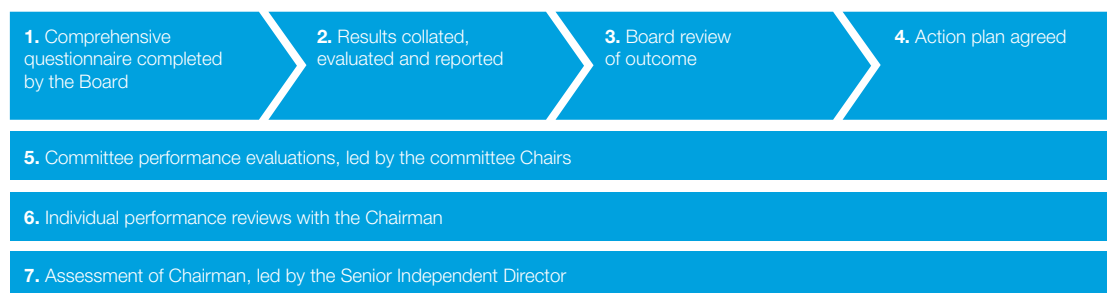 1. Comprehensive
questionnaire completed
by the Board
2. Results collated,
evaluated and reported
3. Board review
of outcome
4. Action plan agreed
5. Committee performance evaluations, led by the committee Chairs
6. Individual performance reviews with the Chairman
7. Assessment of Chairman, led by the Senior Independent Director